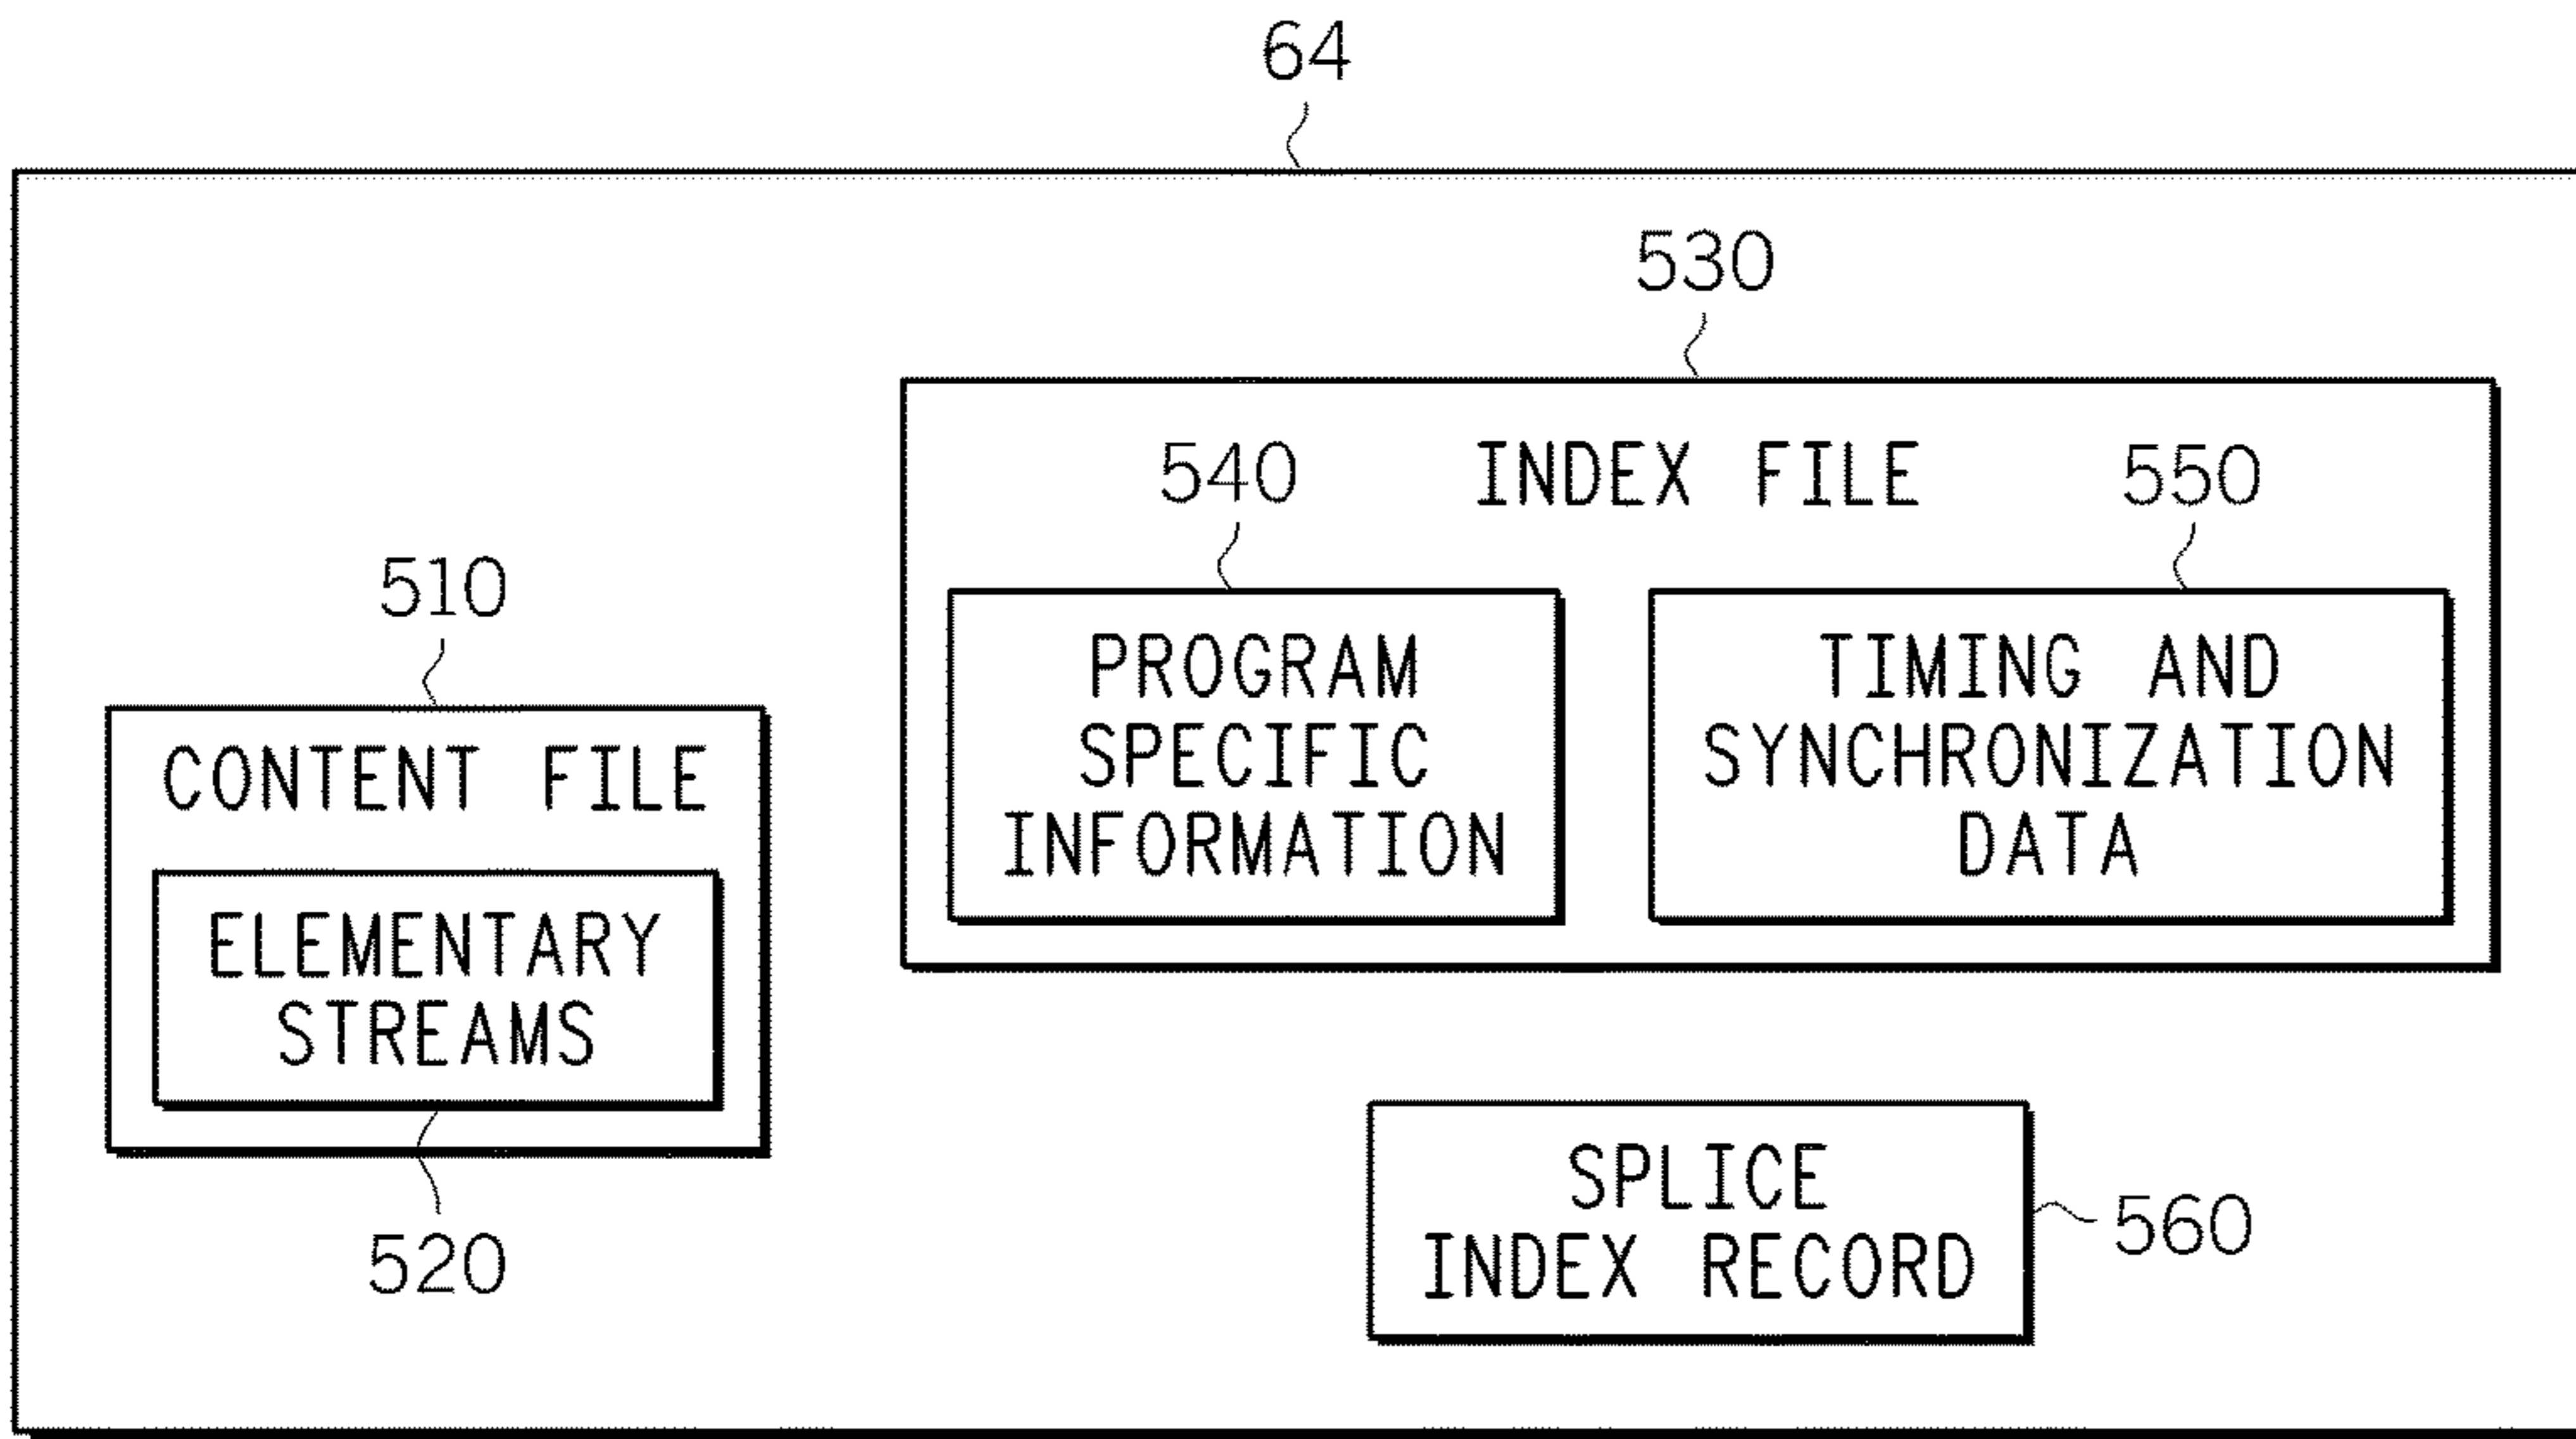 64
530
540
INDEX FILE
550
510
PROGRAM
SPECIFIC
INFORMATION
TIMING AND
SYNCHRONIZATION
DATA
CONTENT FILE
ELEMENTARY
STREAMS
520
SPLICE
INDEX RECORD
560